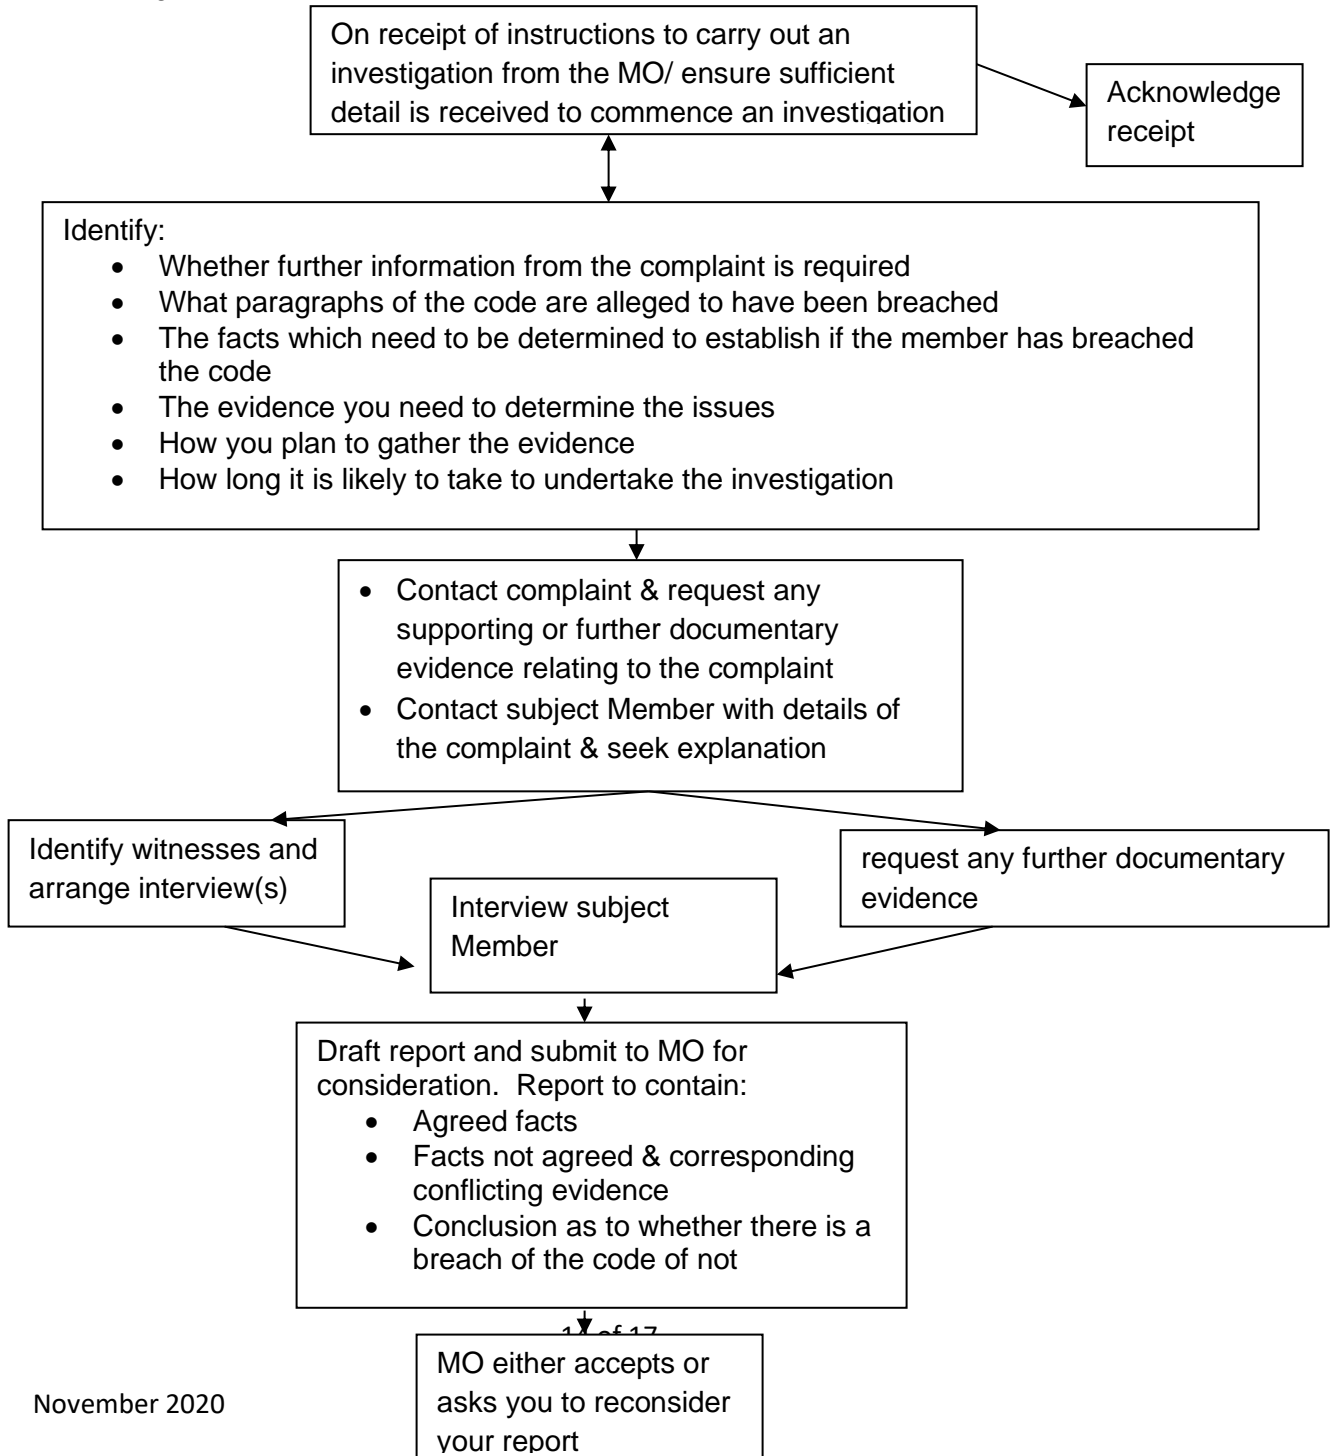 On receipt of instructions to carry out an
investigation from the MO/ ensure sufficient
detail is received to commence an investigation
Acknowledge
receipt
Identify:
• Whether further information from the complaint is required
• What paragraphs of the code are alleged to have been breached
• The facts which need to be determined to establish if the member has breached
the code
• The evidence you need to determine the issues
• How you plan to gather the evidence
• How long it is likely to take to undertake the investigation
• Contact complaint & request any
supporting or further documentary
evidence relating to the complaint
• Contact subject Member with details of
the complaint & seek explanation
Identify witnesses and
arrange interview(s)
request any further documentary
evidence
Interview subject
Member
Draft report and submit to MO for
consideration.  Report to contain:
• Agreed facts
• Facts not agreed & corresponding
conflicting evidence
• Conclusion as to whether there is a
breach of the code of not
14 of 17
MO either accepts or
asks you to reconsider
your report
November 2020